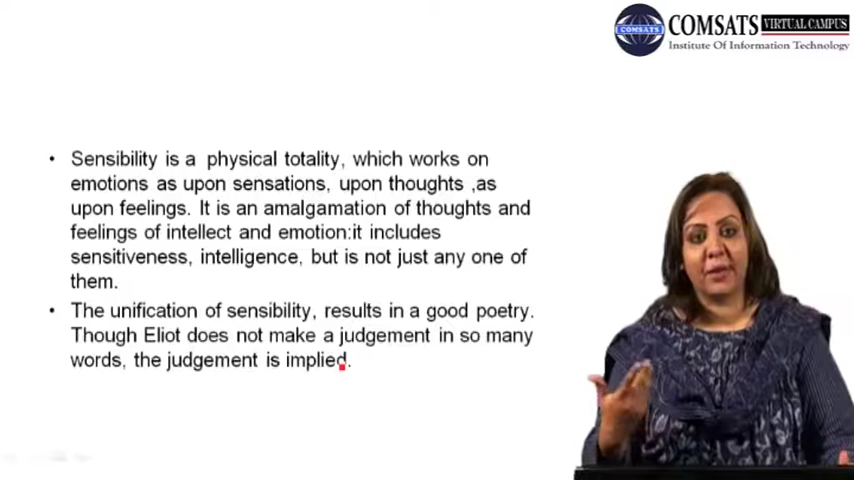 COMSATS
COMSATS VIRTUAL CAMPUS
Institute Of Information Technology
• Sensibility is a physical totality, which works on
emotions as upon sensations, upon thoughts ,as
upon feelings. It is an amalgamation of thoughts and
feelings of intellect and emotion:it includes
sensitiveness, intelligence, but is not just any one of
them.
• The unification of sensibility, results in a good poetry.
Though Eliot does not make a judgement in so many
words, the judgement is implied.